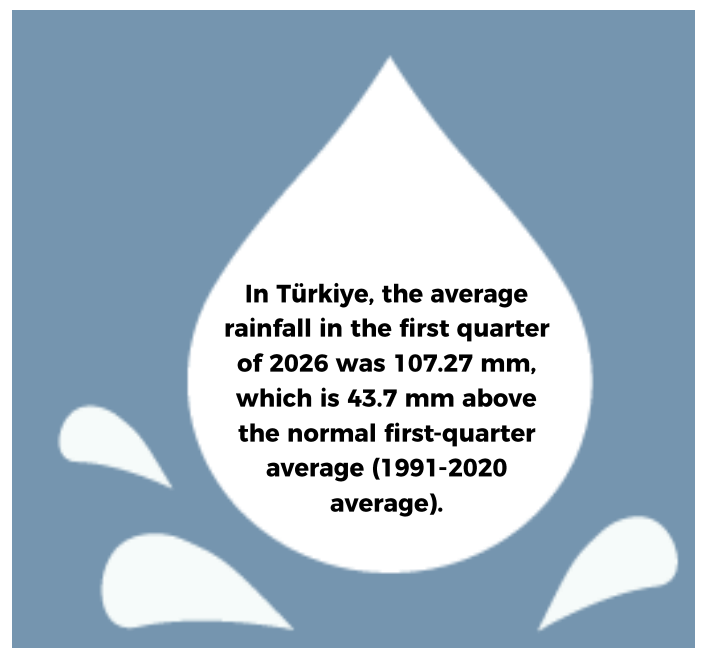 In Türkiye, the average
rainfall in the first quarter
of 2026 was 107.27 mm,
which is 43.7 mm above
the normal first-quarter
average (1991-2020
average).